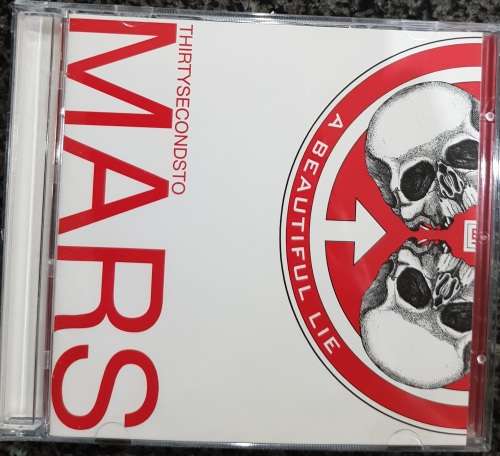 THIRTYSECONDSTO
MARS
A BEAUTIFUL LIE